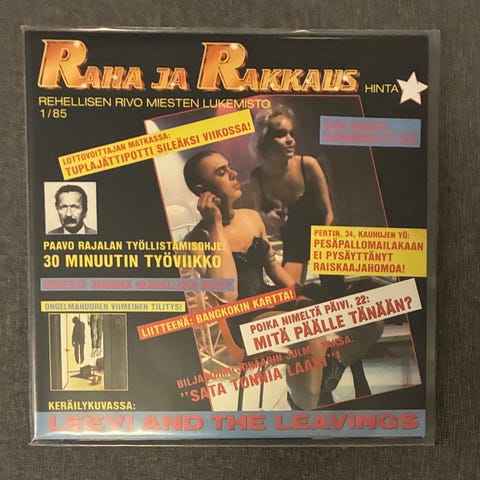 RAHA JA RAKKAUS
HINTA
REHELLISEN RIVO MIESTEN LUKEMISTO
1/85
LOTTOVOITTAJAN MATKASSA:
TUPLAJÄTTIPOTTI SILEÄKSI VIIKOSSA!
PAAVO RAJALAN TYÖLLISTÄMISOHJE:
30 MINUUTIN TYÖVIIKKO
PERTIN, 34, KAUHUJEN YÖ:
PESÄPALLOMAILAKAAN
EI PYSÄYTTÄNYT
RAISKAAJAHOMOA!
ONGELMANUOREN VIIMEINEN TILITYS!
LIITTEENÄ: BANGKOKIN KARTTA!
POIKA NIMELTÄ PÄIVI, 22:
MITÄ PÄÄLLE TÄNÄÄN?
"SATA TONNIA LAAKI"
KERÄILYKUVASSA:
LEEVI AND THE LEAVINGS